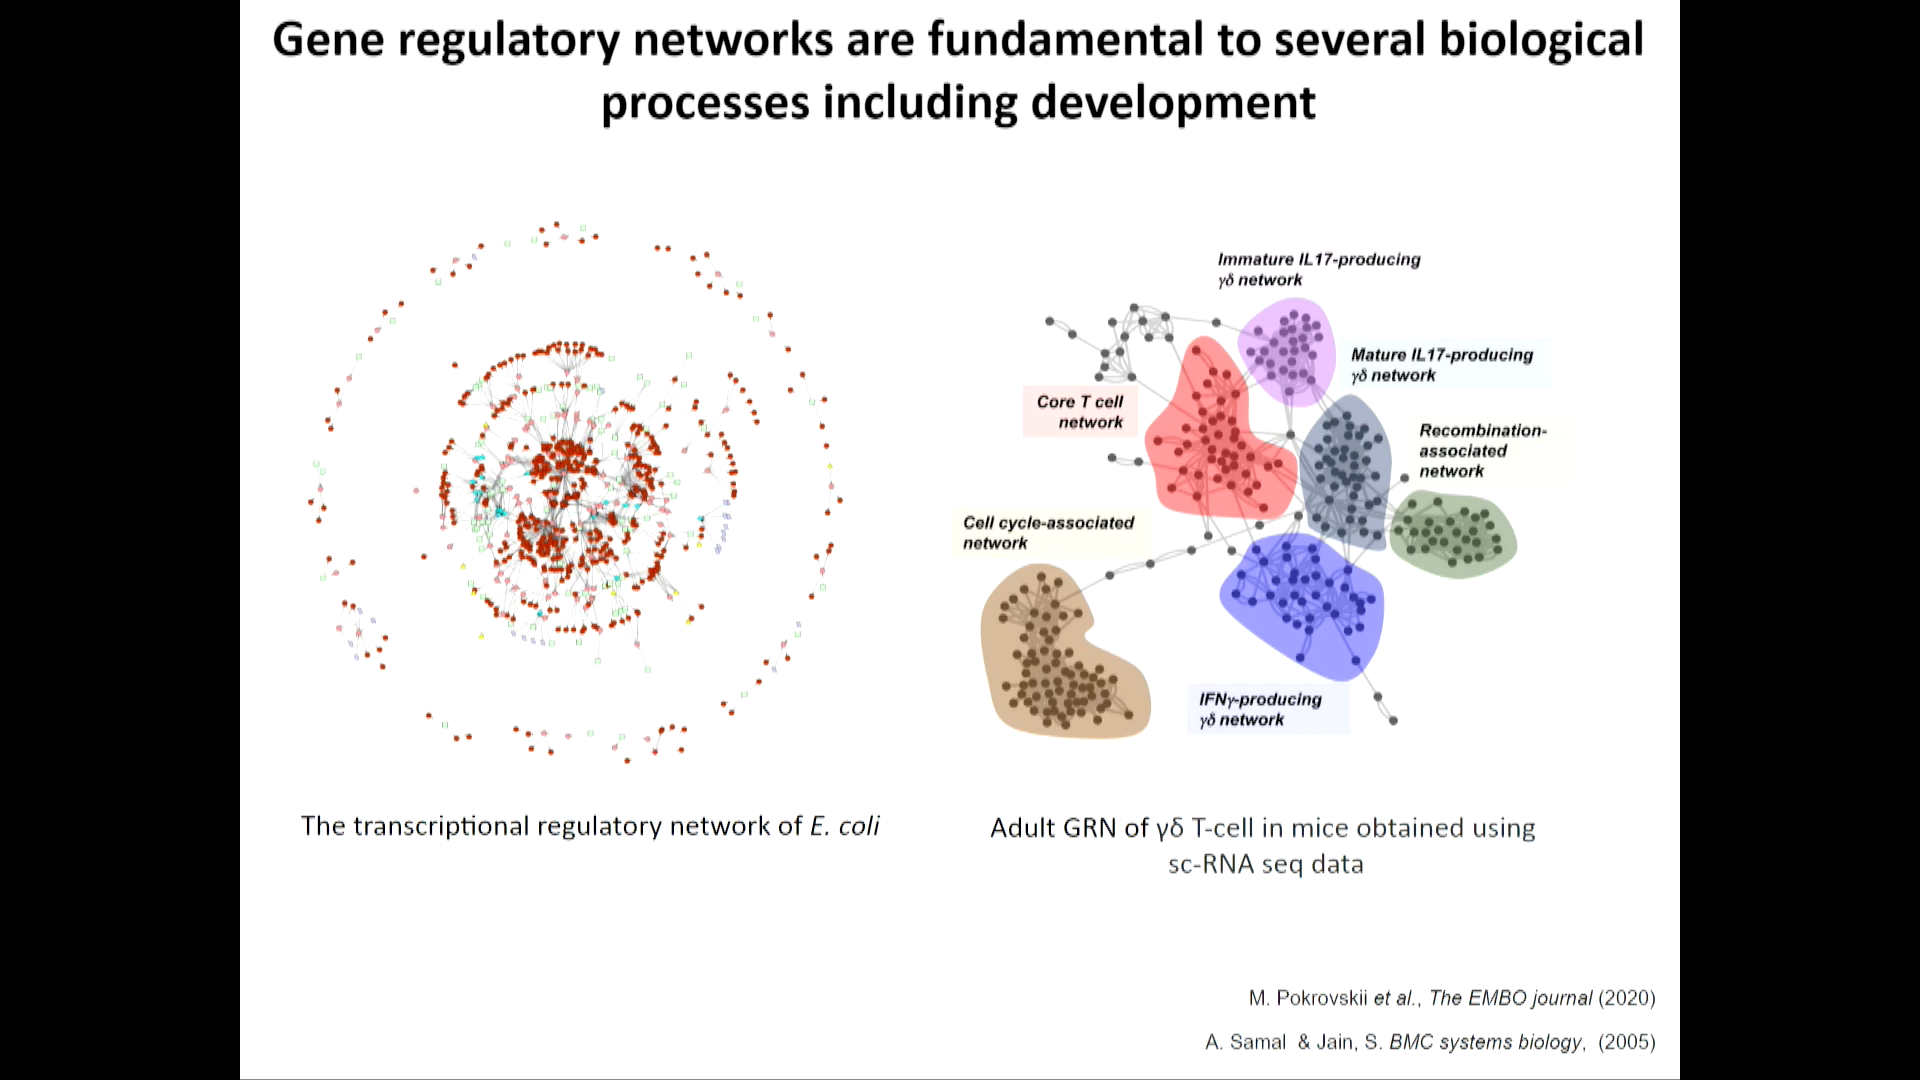 Gene regulatory networks are fundamental to several biological
processes including development
Immature IL17-producing
γδ network
Mature IL17-producing
γδ network
Core T cell
network
Recombination-
associated
network
Cell cycle-associated
network
IFNγ-producing
γδ network
The transcriptional regulatory network of E. coli
Adult GRN of γδ T-cell in mice obtained using
sc-RNA seq data
M. Pokrovskii et al., The EMBO journal (2020)
A. Samal & Jain, S. BMC systems biology, (2005)